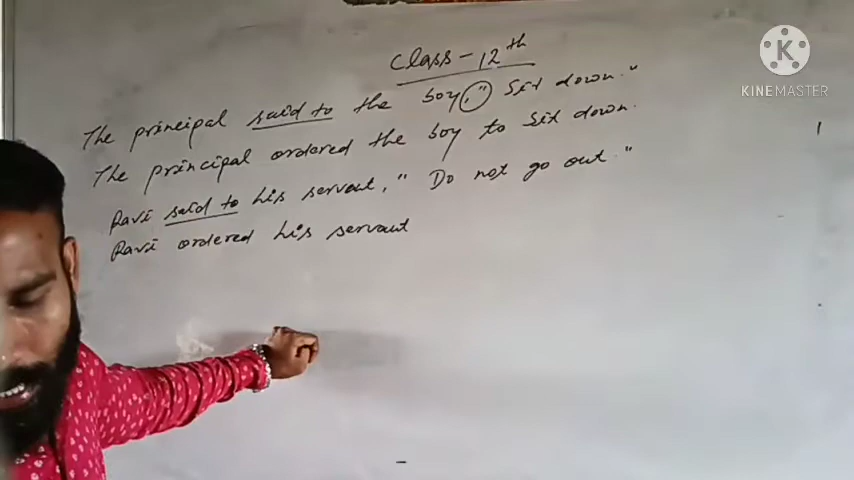 Class - 12th
The principal said to the boy, " Sit down."
The principal ordered the boy to sit down.
Ravi said to his servant, " Do not go out."
Ravi ordered his servant
K
KINEMASTER